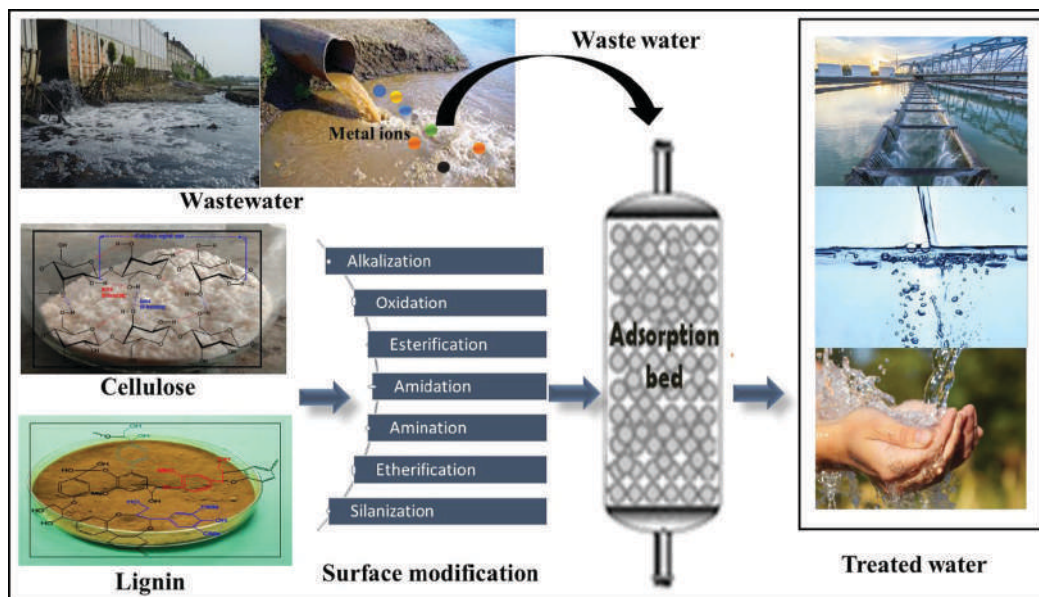 Waste water
Metal ions
Wastewater
Cellulose
Lignin
Alkalization
Oxidation
Esterification
Amidation
Amination
Etherification
Silanization
Surface modification
Adsorption
bed
Treated water